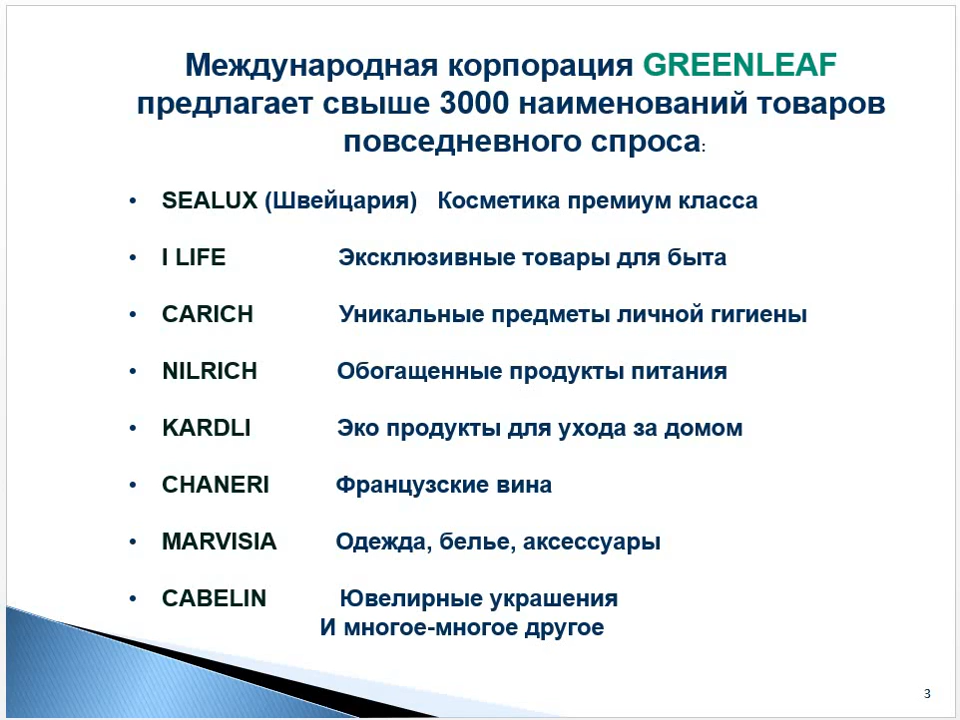 Международная корпорация GREENLEAF
предлагает свыше 3000 наименований товаров
повседневного спроса:
• SEALUX (Швейцария) Косметика премиум класса
• I LIFE Эксклюзивные товары для быта
• CARICH Уникальные предметы личной гигиены
• NILRICH Обогащенные продукты питания
• KARDLI Эко продукты для ухода за домом
• CHANERI Французские вина
• MARVISIA Одежда, белье, аксессуары
• CABELIN Ювелирные украшения
И многое-многое другое
3